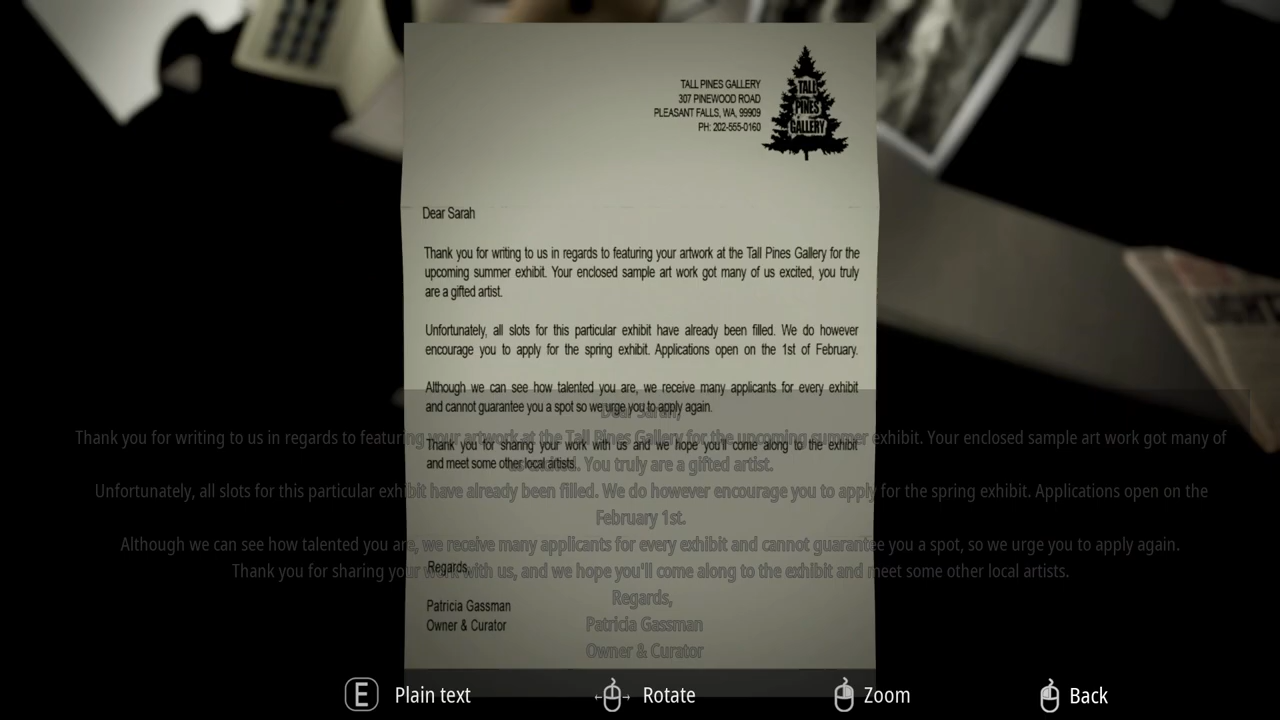 TALL PINES GALLERY
307 PINEWOOD ROAD
PLEASANT FALLS, WA, 99909
PH: 202-555-0160
TALL
PINES
GALLERY
Dear Sarah
Thank you for writing to us in regards to featuring your artwork at the Tall Pines Gallery for the
upcoming summer exhibit. Your enclosed sample art work got many of us excited, you truly
are a gifted artist.
Unfortunately, all slots for this particular exhibit have already been filled. We do however
encourage you to apply for the spring exhibit. Applications open on the 1st of February.
Although we can see how talented you are, we receive many applicants for every exhibit
and cannot guarantee you a spot so we urge you to apply again.
Thank you for sharing your work with us and we hope you'll come along to the exhibit
and meet some other local artists.
Regards,
Patricia Gassman
Owner & Curator
Dear Sarah,
Thank you for writing to us in regards to featuring your artwork at the Tall Pines Gallery for the upcoming summer exhibit. Your enclosed sample art work got many of
us excited. You truly are a gifted artist.
Unfortunately, all slots for this particular exhibit have already been filled. We do however encourage you to apply for the spring exhibit. Applications open on the
February 1st.
Although we can see how talented you are, we receive many applicants for every exhibit and cannot guarantee you a spot, so we urge you to apply again.
Thank you for sharing your work with us, and we hope you'll come along to the exhibit and meet some other local artists.
Regards,
Patricia Gassman
Owner & Curator
E Plain text
Rotate
Zoom
Back